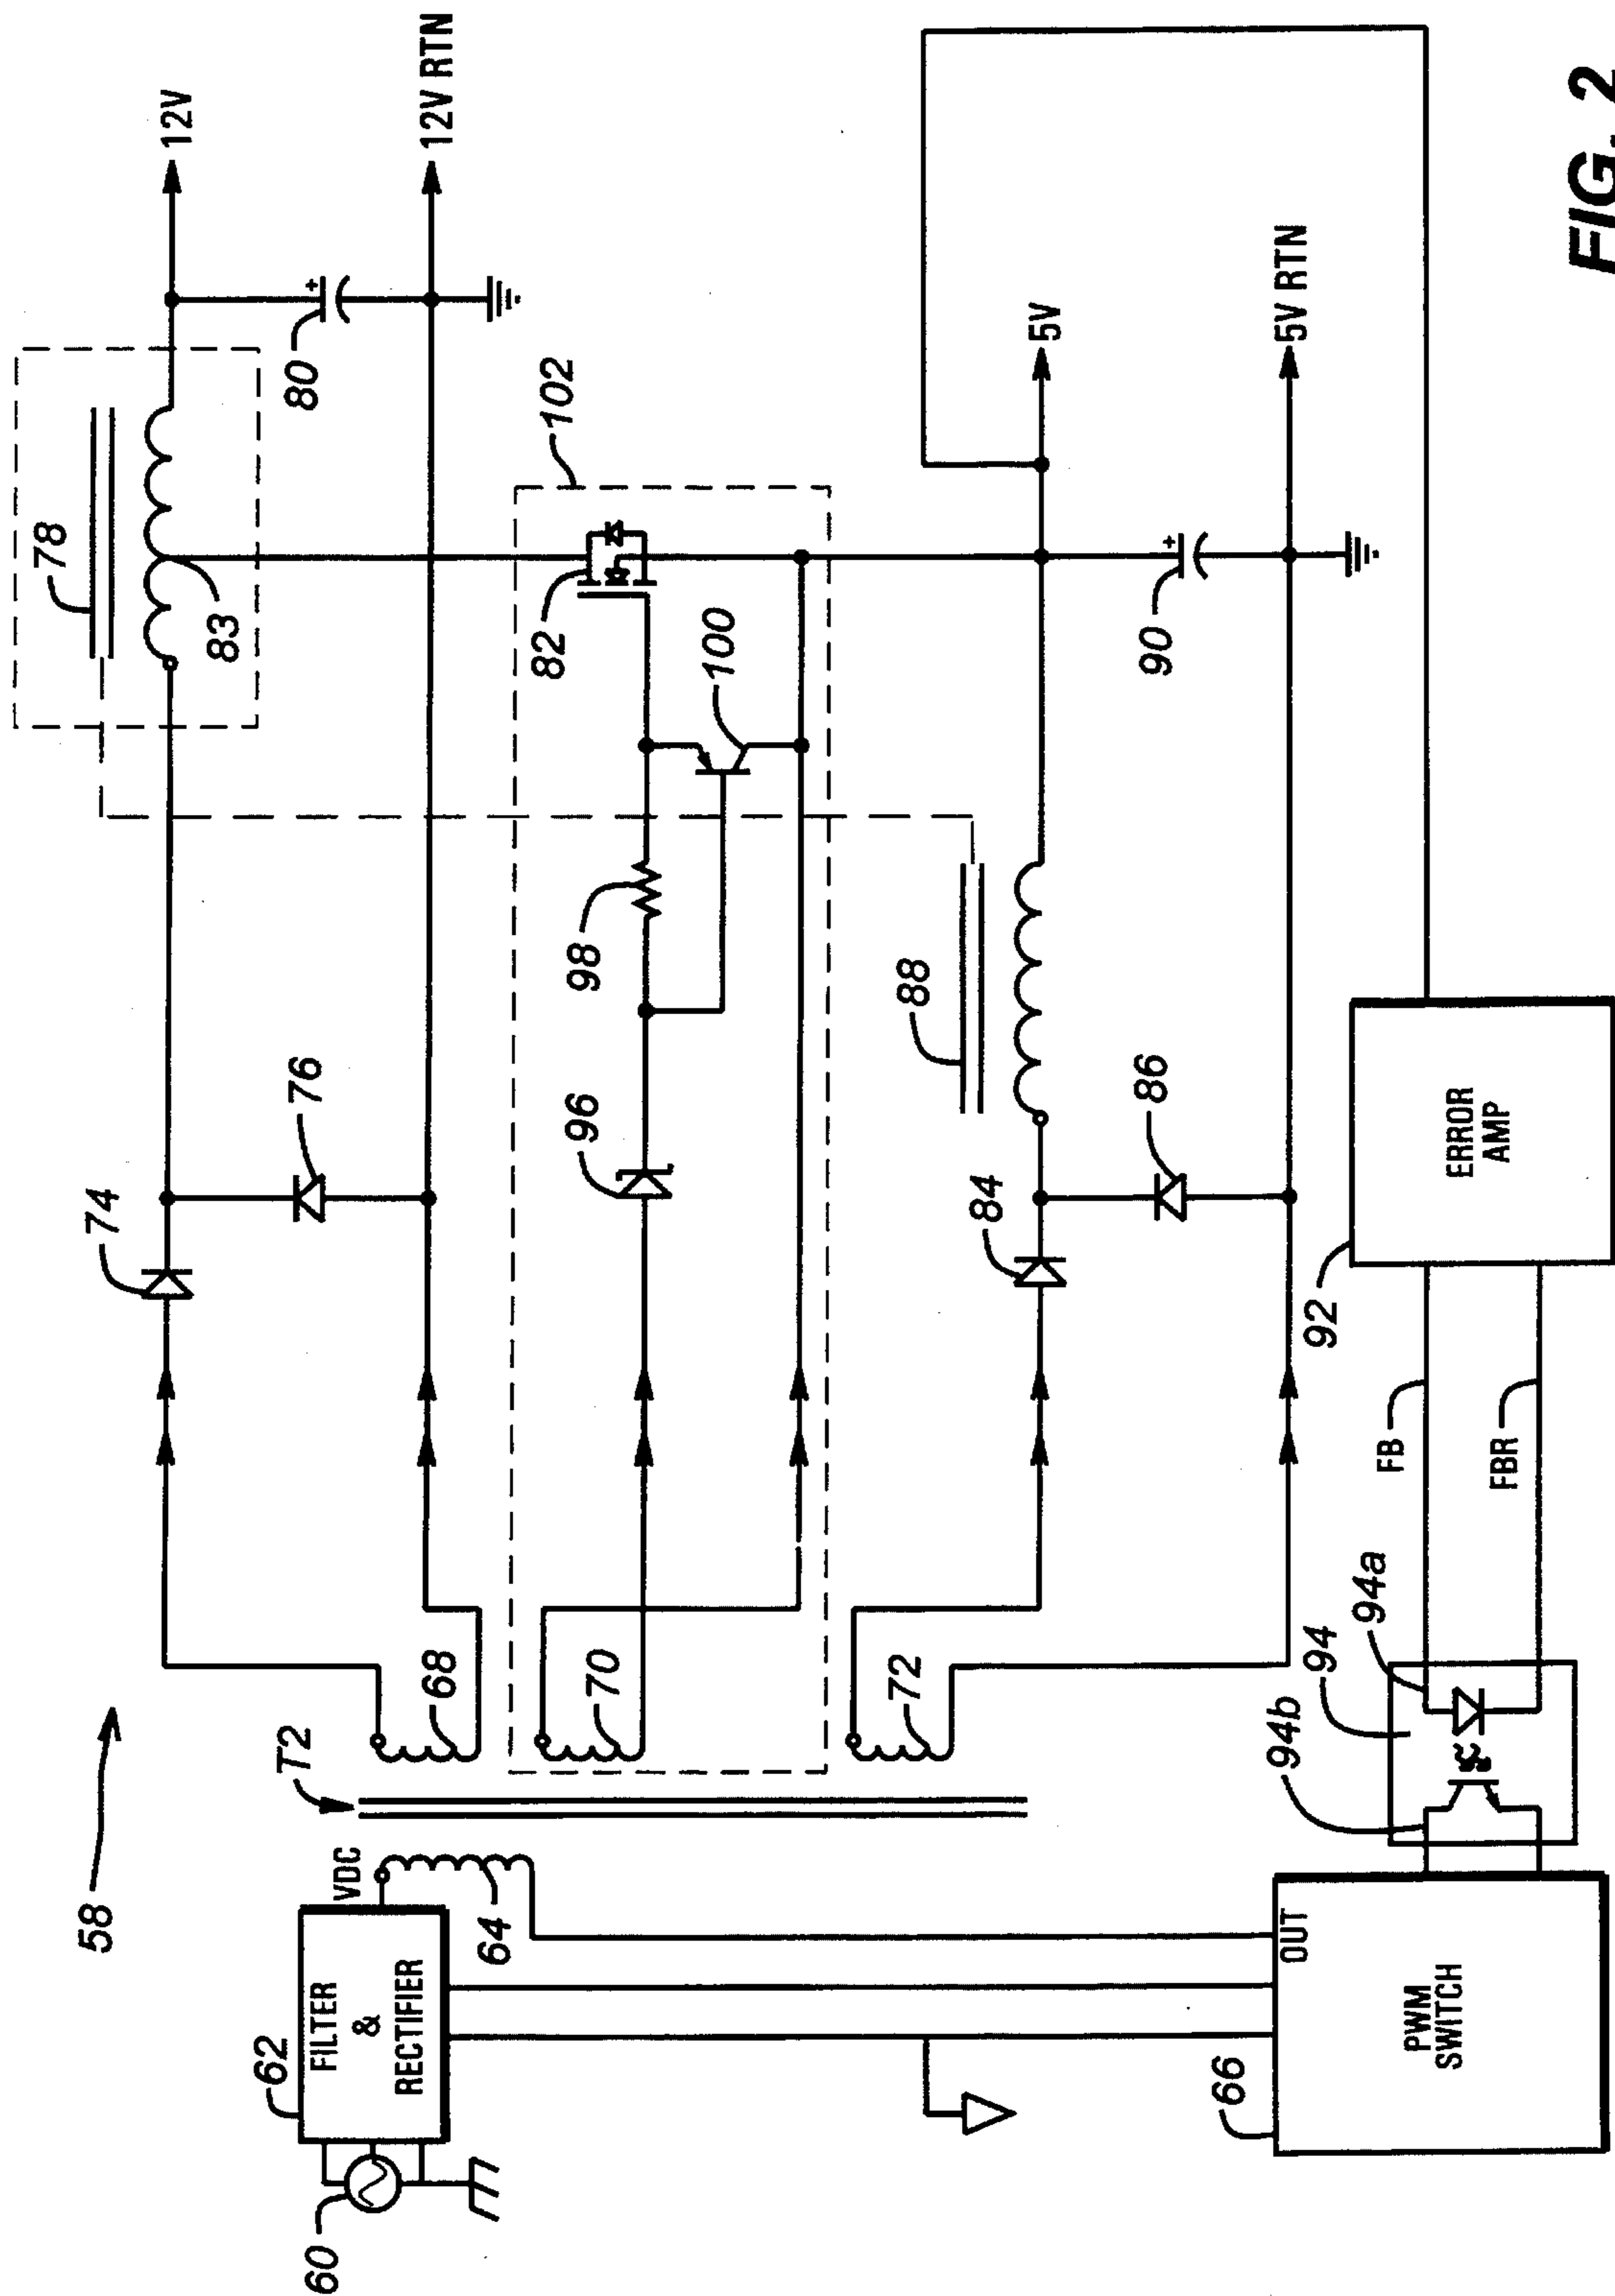 58
12V
12V RTN
78
80
74
76
83
102
72
68
VDC
62
FILTER
&
RECTIFIER
60
64
82
100
98
96
70
5V
5V RTN
88
90
84
86
72
ERROR
AMP
92
FB
FBR
94
94a
94b
OUT
PWM
SWITCH
66
+
+
FIG. 2